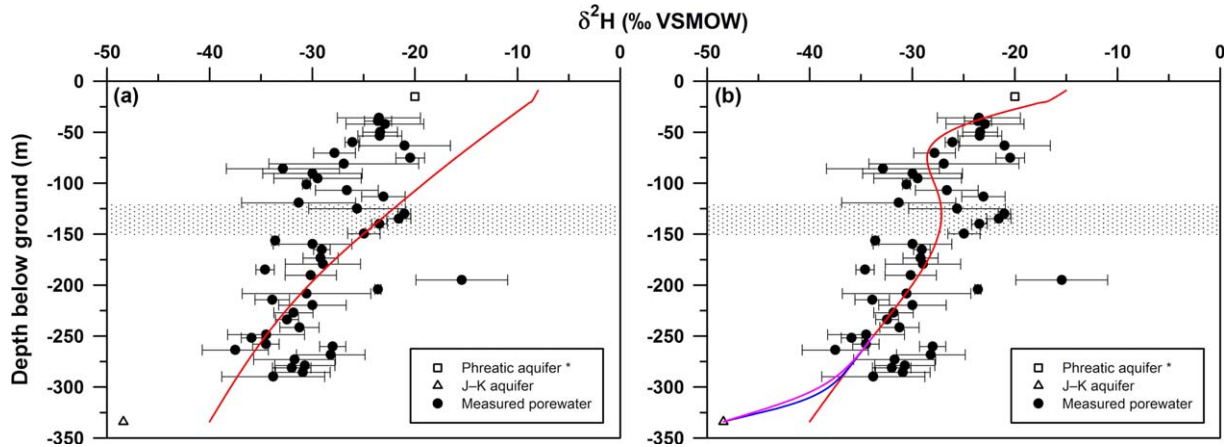 δ²H (‰ VSMOW)
-50 -40 -30 -20 -10 0 -50 -40 -30 -20 -10 0
Depth below ground (m)
0
-50
-100
-150
-200
-250
-300
-350
(a)
Phreatic aquifer *
J–K aquifer
Measured porewater
0
-50
-100
-150
-200
-250
-300
-350
(b)
Phreatic aquifer *
J–K aquifer
Measured porewater